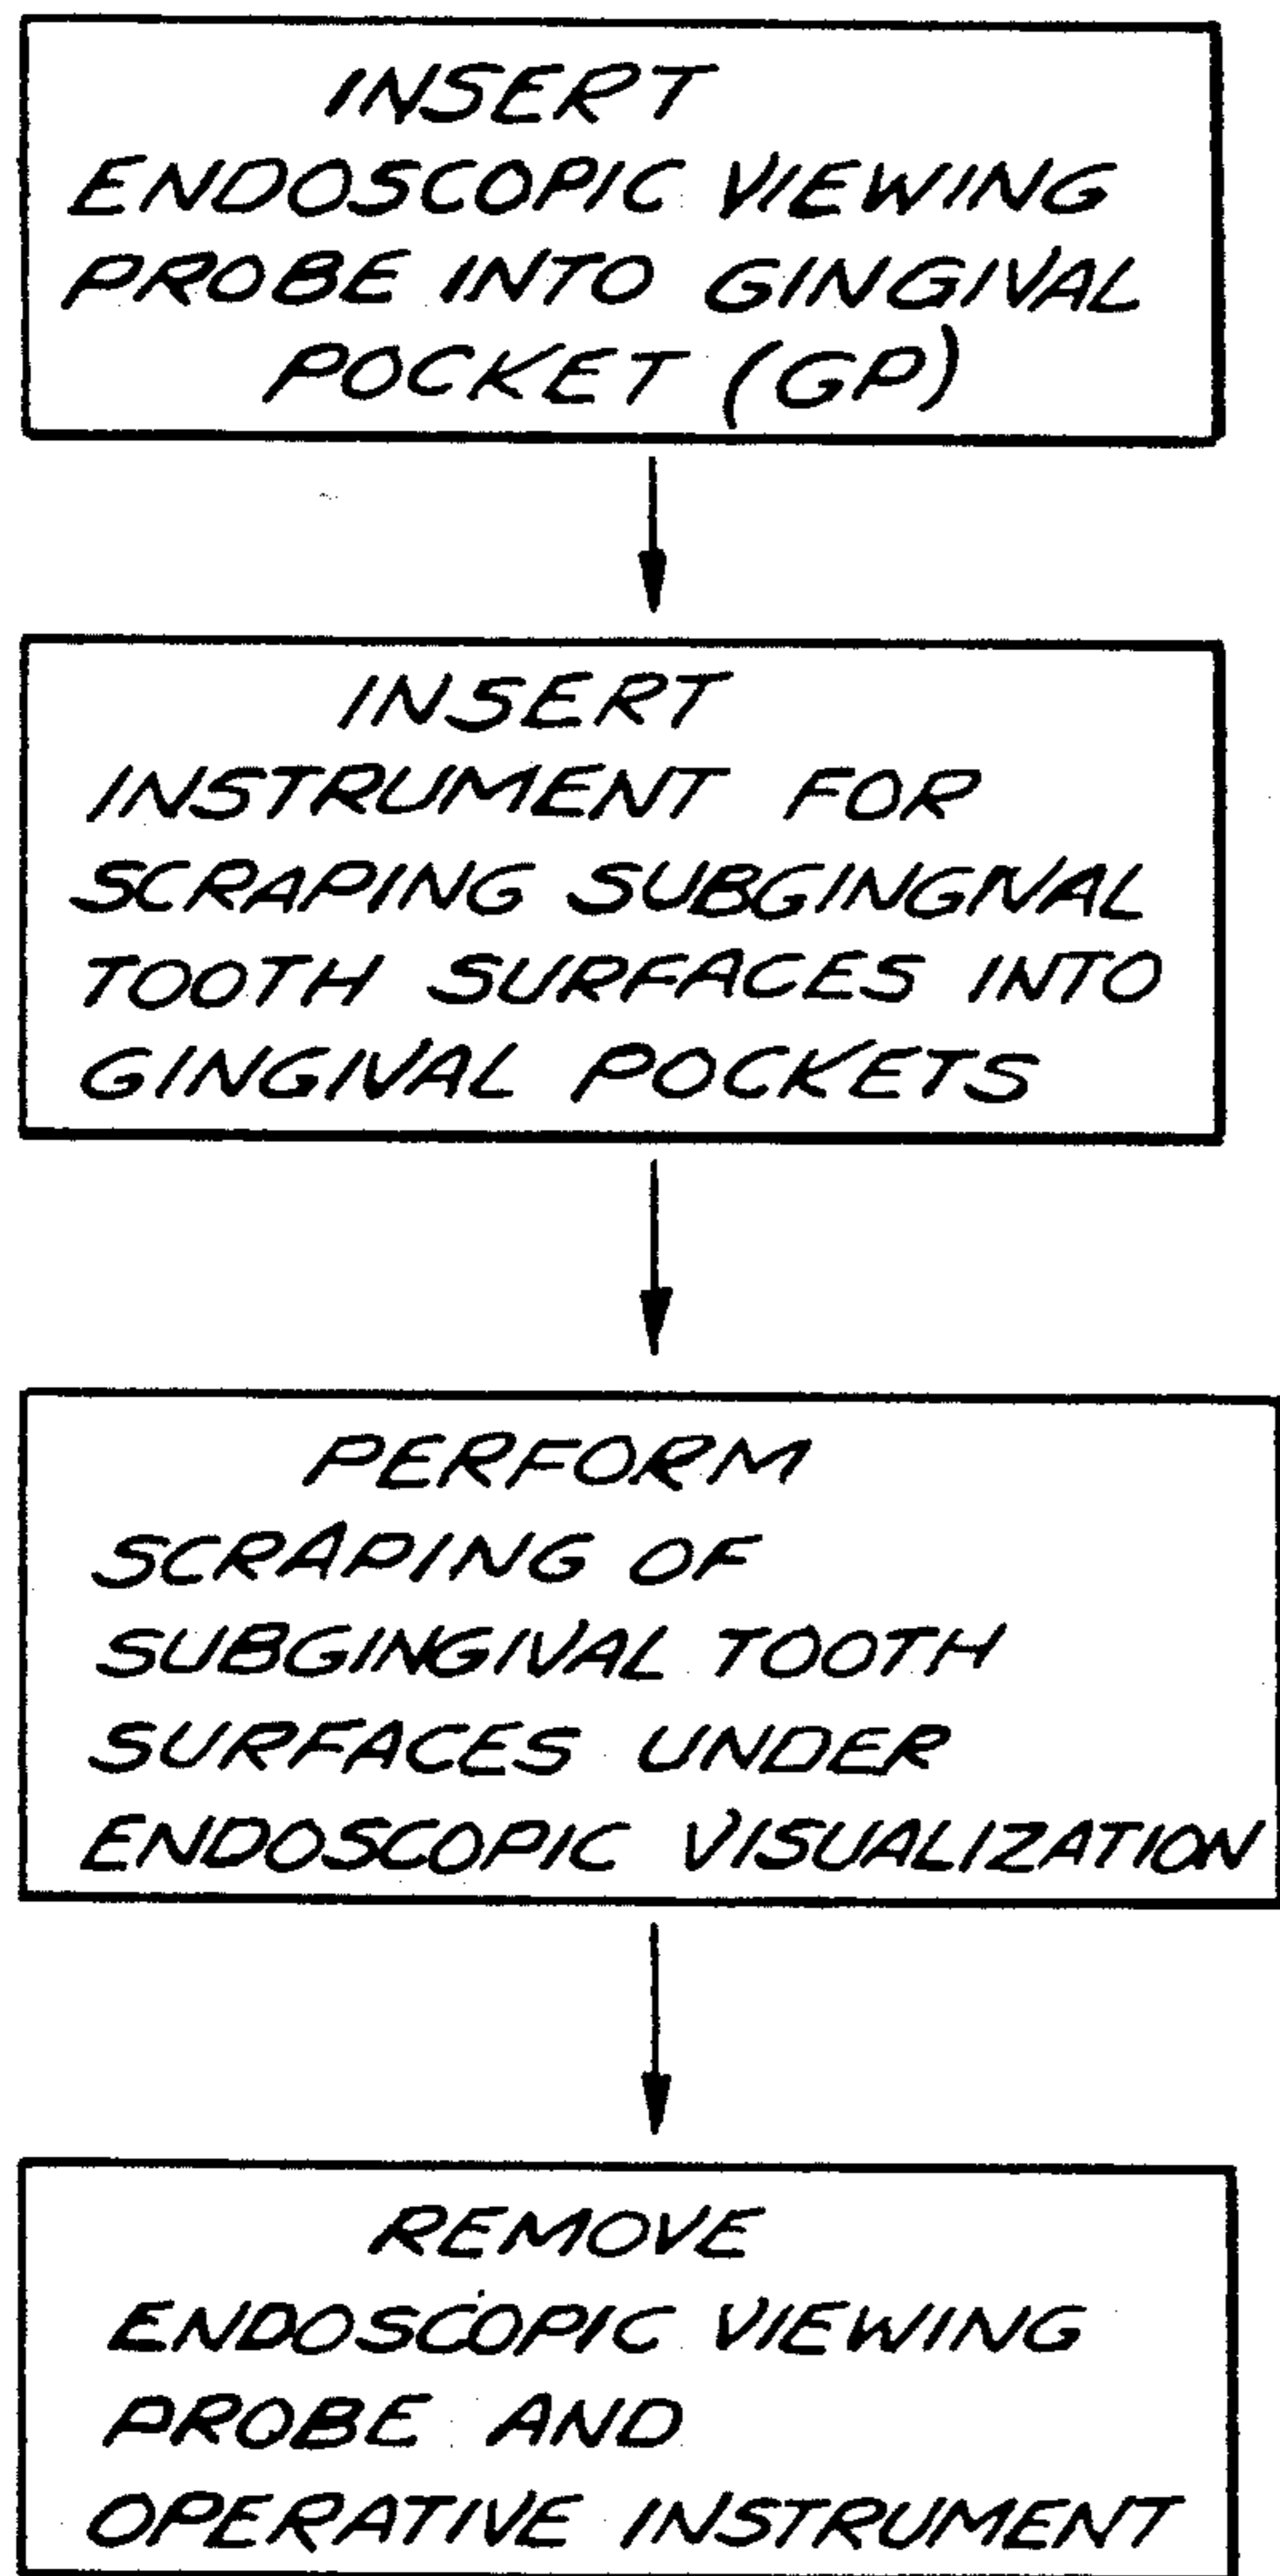 INSERT
ENDOSCOPIC VIEWING
PROBE INTO GINGIVAL
POCKET (GP)
INSERT
INSTRUMENT FOR
SCRAPING SUBGINGIVAL
TOOTH SURFACES INTO
GINGIVAL POCKETS
PERFORM
SCRAPING OF
SUBGINGIVAL TOOTH
SURFACES UNDER
ENDOSCOPIC VISUALIZATION
REMOVE
ENDOSCOPIC VIEWING
PROBE AND
OPERATIVE INSTRUMENT